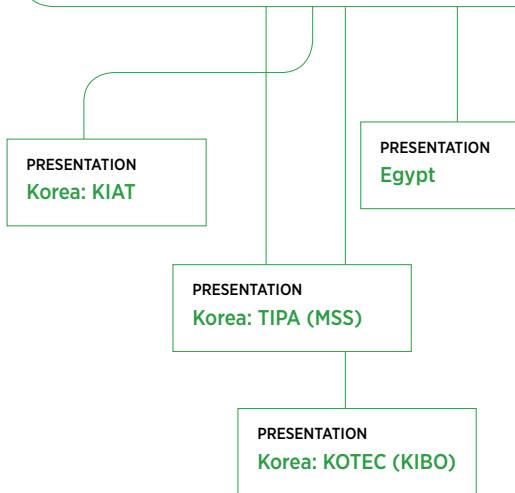 PRESENTATION
Korea: KIAT
PRESENTATION
Egypt
PRESENTATION
Korea: TIPA (MSS)
PRESENTATION
Korea: KOTEC (KIBO)